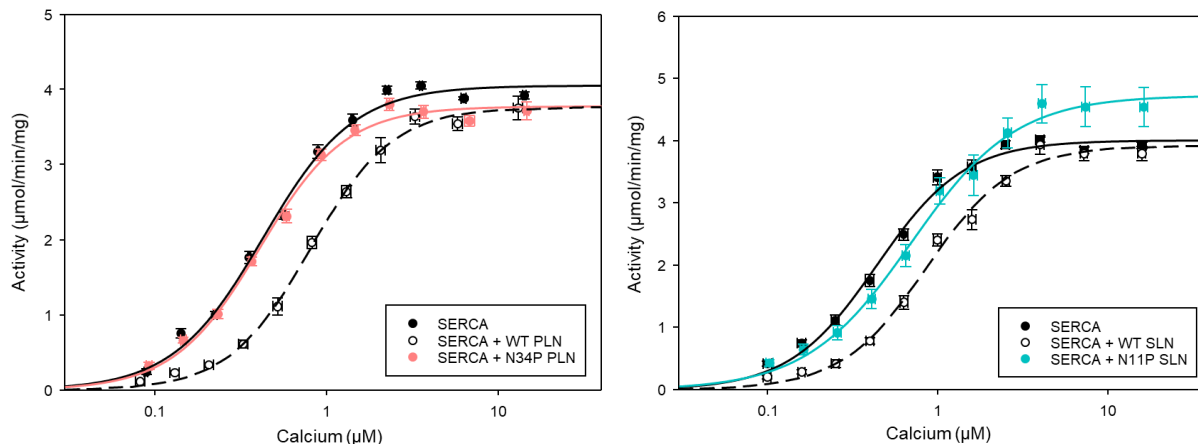 5
4
3
2
1
0
Activity (µmol/min/mg)
0.1
1
10
Calcium (µM)
SERCA
SERCA + WT PLN
SERCA + N34P PLN
6
5
4
3
2
1
0
Activity (µmol/min/mg)
0.1
1
10
Calcium (µM)
SERCA
SERCA + WT SLN
SERCA + N11P SLN